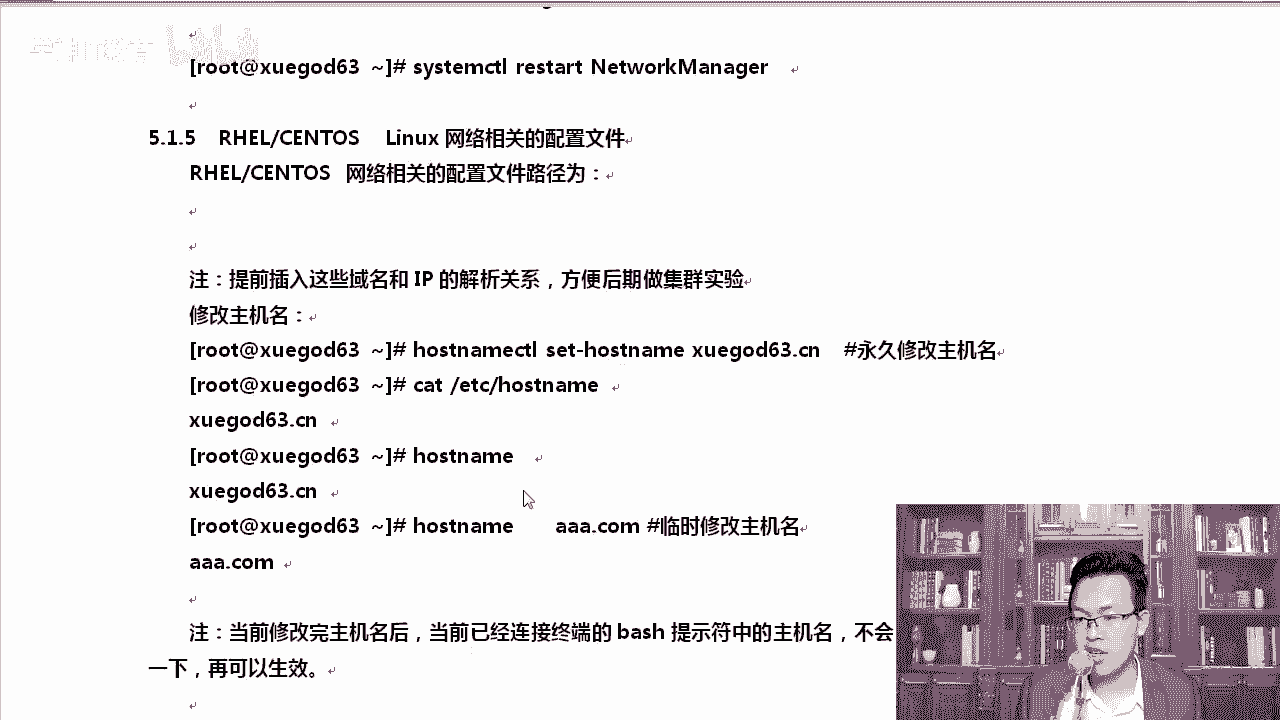 [root@xuegod63 ~]# systemctl restart NetworkManager
5.1.5 RHEL/CENTOS Linux 网络相关的配置文件
RHEL/CENTOS 网络相关的配置文件路径为：
注：提前插入这些域名和 IP 的解析关系，方便后期做集群实验
修改主机名：
[root@xuegod63 ~]# hostnamectl set-hostname xuegod63.cn #永久修改主机名
[root@xuegod63 ~]# cat /etc/hostname
xuegod63.cn
[root@xuegod63 ~]# hostname
xuegod63.cn
[root@xuegod63 ~]# hostname aaa.com #临时修改主机名
aaa.com
注：当前修改完主机名后，当前已经连接终端的 bash 提示符中的主机名，不会
一下，再可以生效。